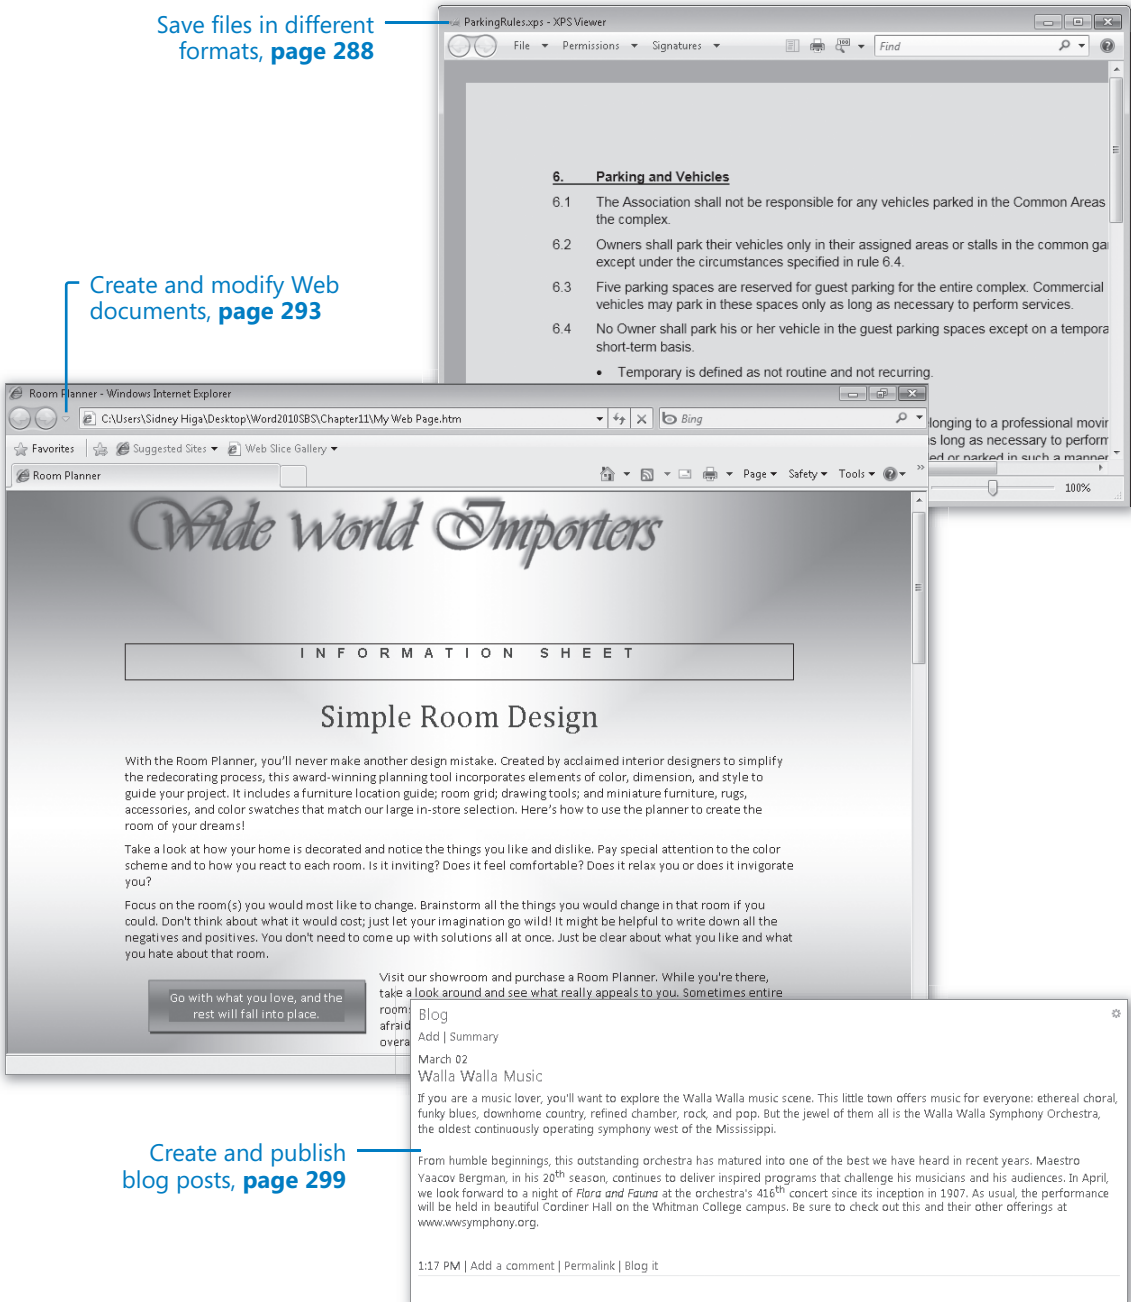 Save files in different
formats, page 288
ParkingRules.xps - XPS Viewer
File Permissions Signatures
Find
6. Parking and Vehicles
6.1 The Association shall not be responsible for any vehicles parked in the Common Areas
the complex.
6.2 Owners shall park their vehicles only in their assigned areas or stalls in the common
except under the circumstances specified in rule 6.4.
6.3 Five parking spaces are reserved for guest parking for the entire complex. Commercial
vehicles may park in these spaces only as long as necessary to perform services.
6.4 No Owner shall park his or her vehicle in the guest parking spaces except on a
short-term basis.
• Temporary is defined as not routine and not recurring.
to a professional
long as necessary to perform
or parked in such a manner
100%
Create and modify Web
documents, page 293
Room Planner - Windows Internet Explorer
C:\Users\Sidney Higa\Desktop\Word2010SBS\Chapter11\My Web Page.htm
Bing
Favorites Suggested Sites Web Slice Gallery
Room Planner
Page Safety Tools
Wide World Importers
INFORMATION SHEET
Simple Room Design
With the Room Planner, you'll never make another design mistake. Created by acclaimed interior designers to simplify
the redecorating process, this award-winning planning tool incorporates elements of color, dimension, and style to
guide your project. It includes a furniture location guide; room grid; drawing tools; and miniature furniture, rugs,
accessories, and color swatches that match our large in-store selection. Here's how to use the planner to create the
room of your dreams!
Take a look at how your home is decorated and notice the things you like and dislike. Pay special attention to the color
scheme and to how you react to each room. Is it inviting? Does it feel comfortable? Does it relax you or does it invigorate
you?
Focus on the room(s) you would most like to change. Brainstorm all the things you would change in that room if you
could. Don't think about what it would cost; just let your imagination go wild! It might be helpful to write down all the
negatives and positives. You don't need to come up with solutions all at once. Just be clear about what you like and what
you hate about that room.
Go with what you love, and the
rest will fall into place.
Visit our showroom and purchase a Room Planner. While you're there,
take a look around and see what really appeals to you. Sometimes entire
Create and publish
blog posts, page 299
Blog
Add | Summary
March 02
Walla Walla Music
If you are a music lover, you'll want to explore the Walla Walla music scene. This little town offers music for everyone: ethereal choral,
funky blues, downhome country, refined chamber, rock, and pop. But the jewel of them all is the Walla Walla Symphony Orchestra,
the oldest continuously operating symphony west of the Mississippi.
From humble beginnings, this outstanding orchestra has matured into one of the best we have heard in recent years. Maestro
Yaacov Bergman, in his 20th season, continues to deliver inspired programs that challenge his musicians and his audiences. In April,
we look forward to a night of Flora and Fauna at the orchestra's 416th concert since its inception in 1907. As usual, the performance
will be held in beautiful Cordiner Hall on the Whitman College campus. Be sure to check out this and their other offerings at
www.wwsymphony.org.
1:17 PM | Add a comment | Permalink | Blog it